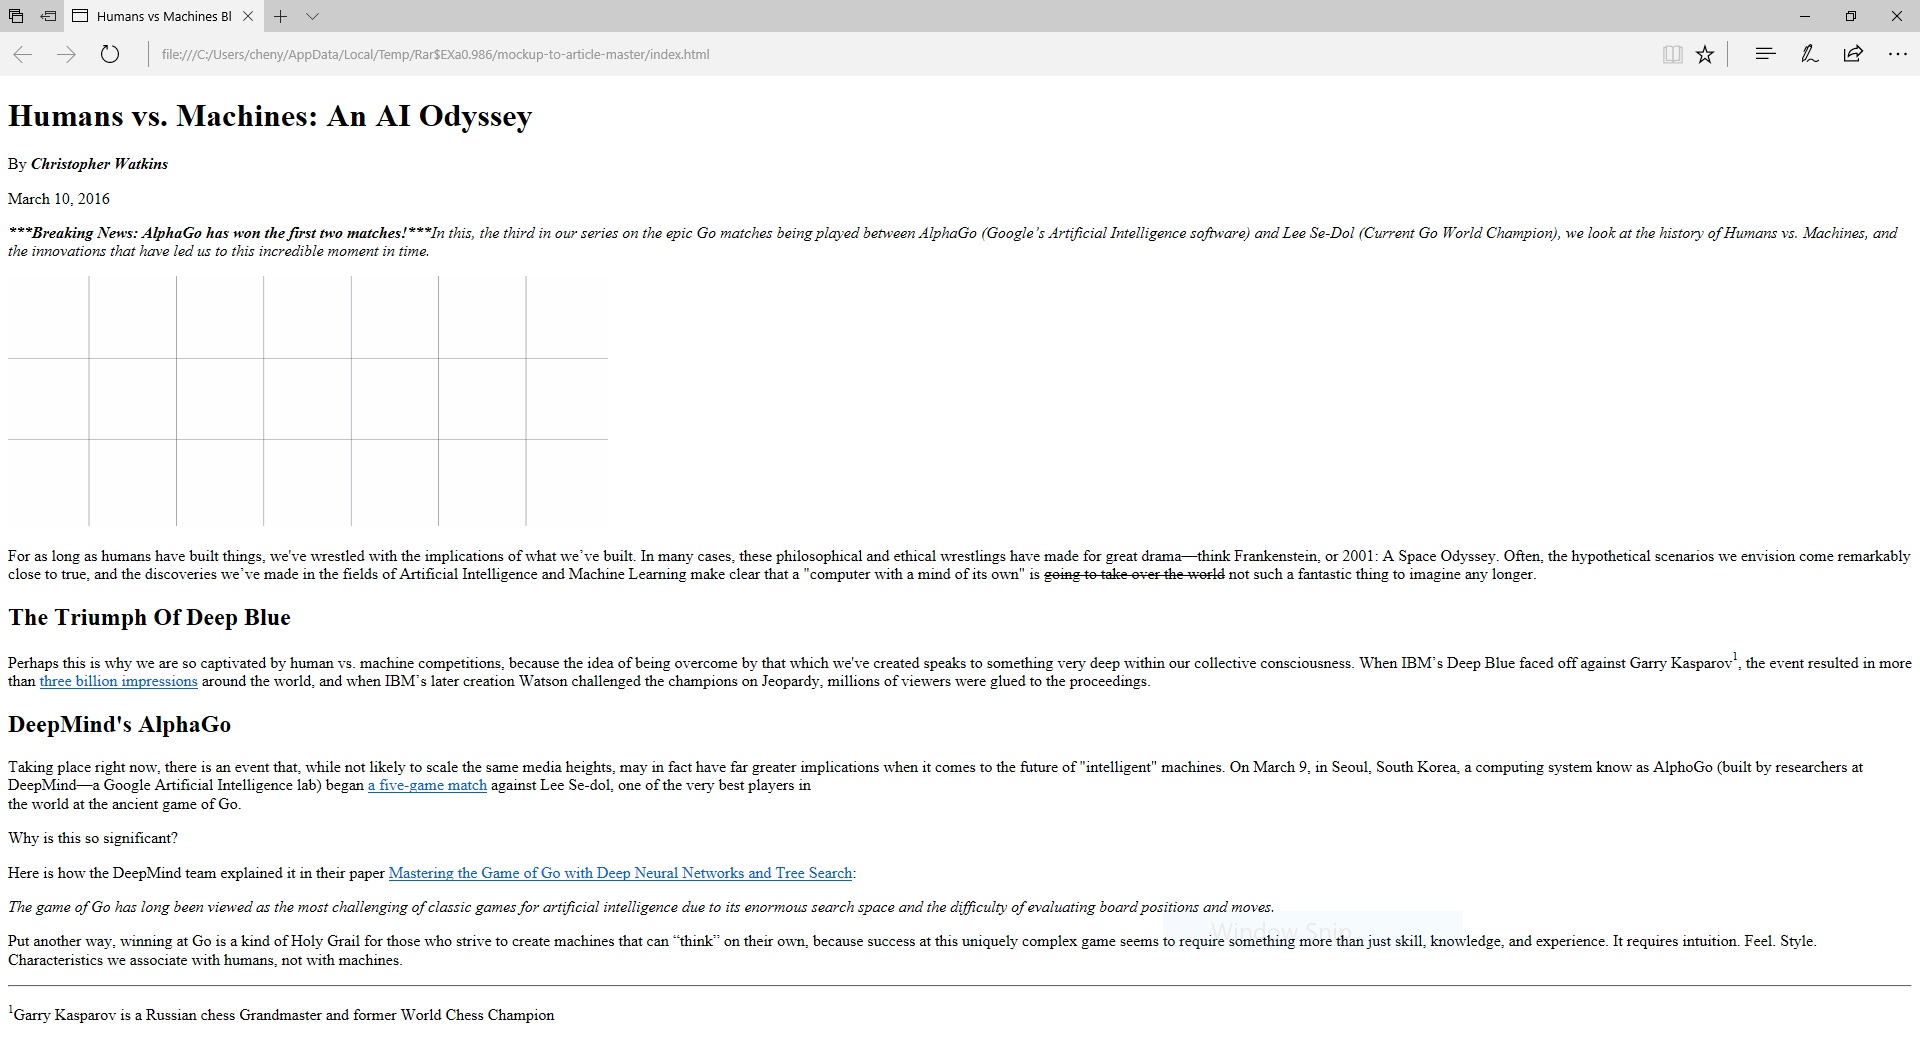 Humans vs Machines Bl
file:///C:/Users/cheny/AppData/Local/Temp/Rar$EXa0.986/mockup-to-article-master/index.html
Humans vs. Machines: An AI Odyssey
By Christopher Watkins
March 10, 2016
***Breaking News: AlphaGo has won the first two matches!***In this, the third in our series on the epic Go matches being played between AlphaGo (Google’s Artificial Intelligence software) and Lee Se-Dol (Current Go World Champion), we look at the history of Humans vs. Machines, and
the innovations that have led us to this incredible moment in time.
For as long as humans have built things, we've wrestled with the implications of what we’ve built. In many cases, these philosophical and ethical wrestlings have made for great drama—think Frankenstein, or 2001: A Space Odyssey. Often, the hypothetical scenarios we envision come remarkably
close to true, and the discoveries we’ve made in the fields of Artificial Intelligence and Machine Learning make clear that a "computer with a mind of its own" is going to take over the world not such a fantastic thing to imagine any longer.
The Triumph Of Deep Blue
Perhaps this is why we are so captivated by human vs. machine competitions, because the idea of being overcome by that which we've created speaks to something very deep within our collective consciousness. When IBM’s Deep Blue faced off against Garry Kasparov1, the event resulted in more
than three billion impressions around the world, and when IBM’s later creation Watson challenged the champions on Jeopardy, millions of viewers were glued to the proceedings.
DeepMind's AlphaGo
Taking place right now, there is an event that, while not likely to scale the same media heights, may in fact have far greater implications when it comes to the future of "intelligent" machines. On March 9, in Seoul, South Korea, a computing system know as AlphoGo (built by researchers at
DeepMind—a Google Artificial Intelligence lab) began a five-game match against Lee Se-dol, one of the very best players in
the world at the ancient game of Go.
Why is this so significant?
Here is how the DeepMind team explained it in their paper Mastering the Game of Go with Deep Neural Networks and Tree Search:
The game of Go has long been viewed as the most challenging of classic games for artificial intelligence due to its enormous search space and the difficulty of evaluating board positions and moves.
Window Snip
Put another way, winning at Go is a kind of Holy Grail for those who strive to create machines that can “think” on their own, because success at this uniquely complex game seems to require something more than just skill, knowledge, and experience. It requires intuition. Feel. Style.
Characteristics we associate with humans, not with machines.
1Garry Kasparov is a Russian chess Grandmaster and former World Chess Champion